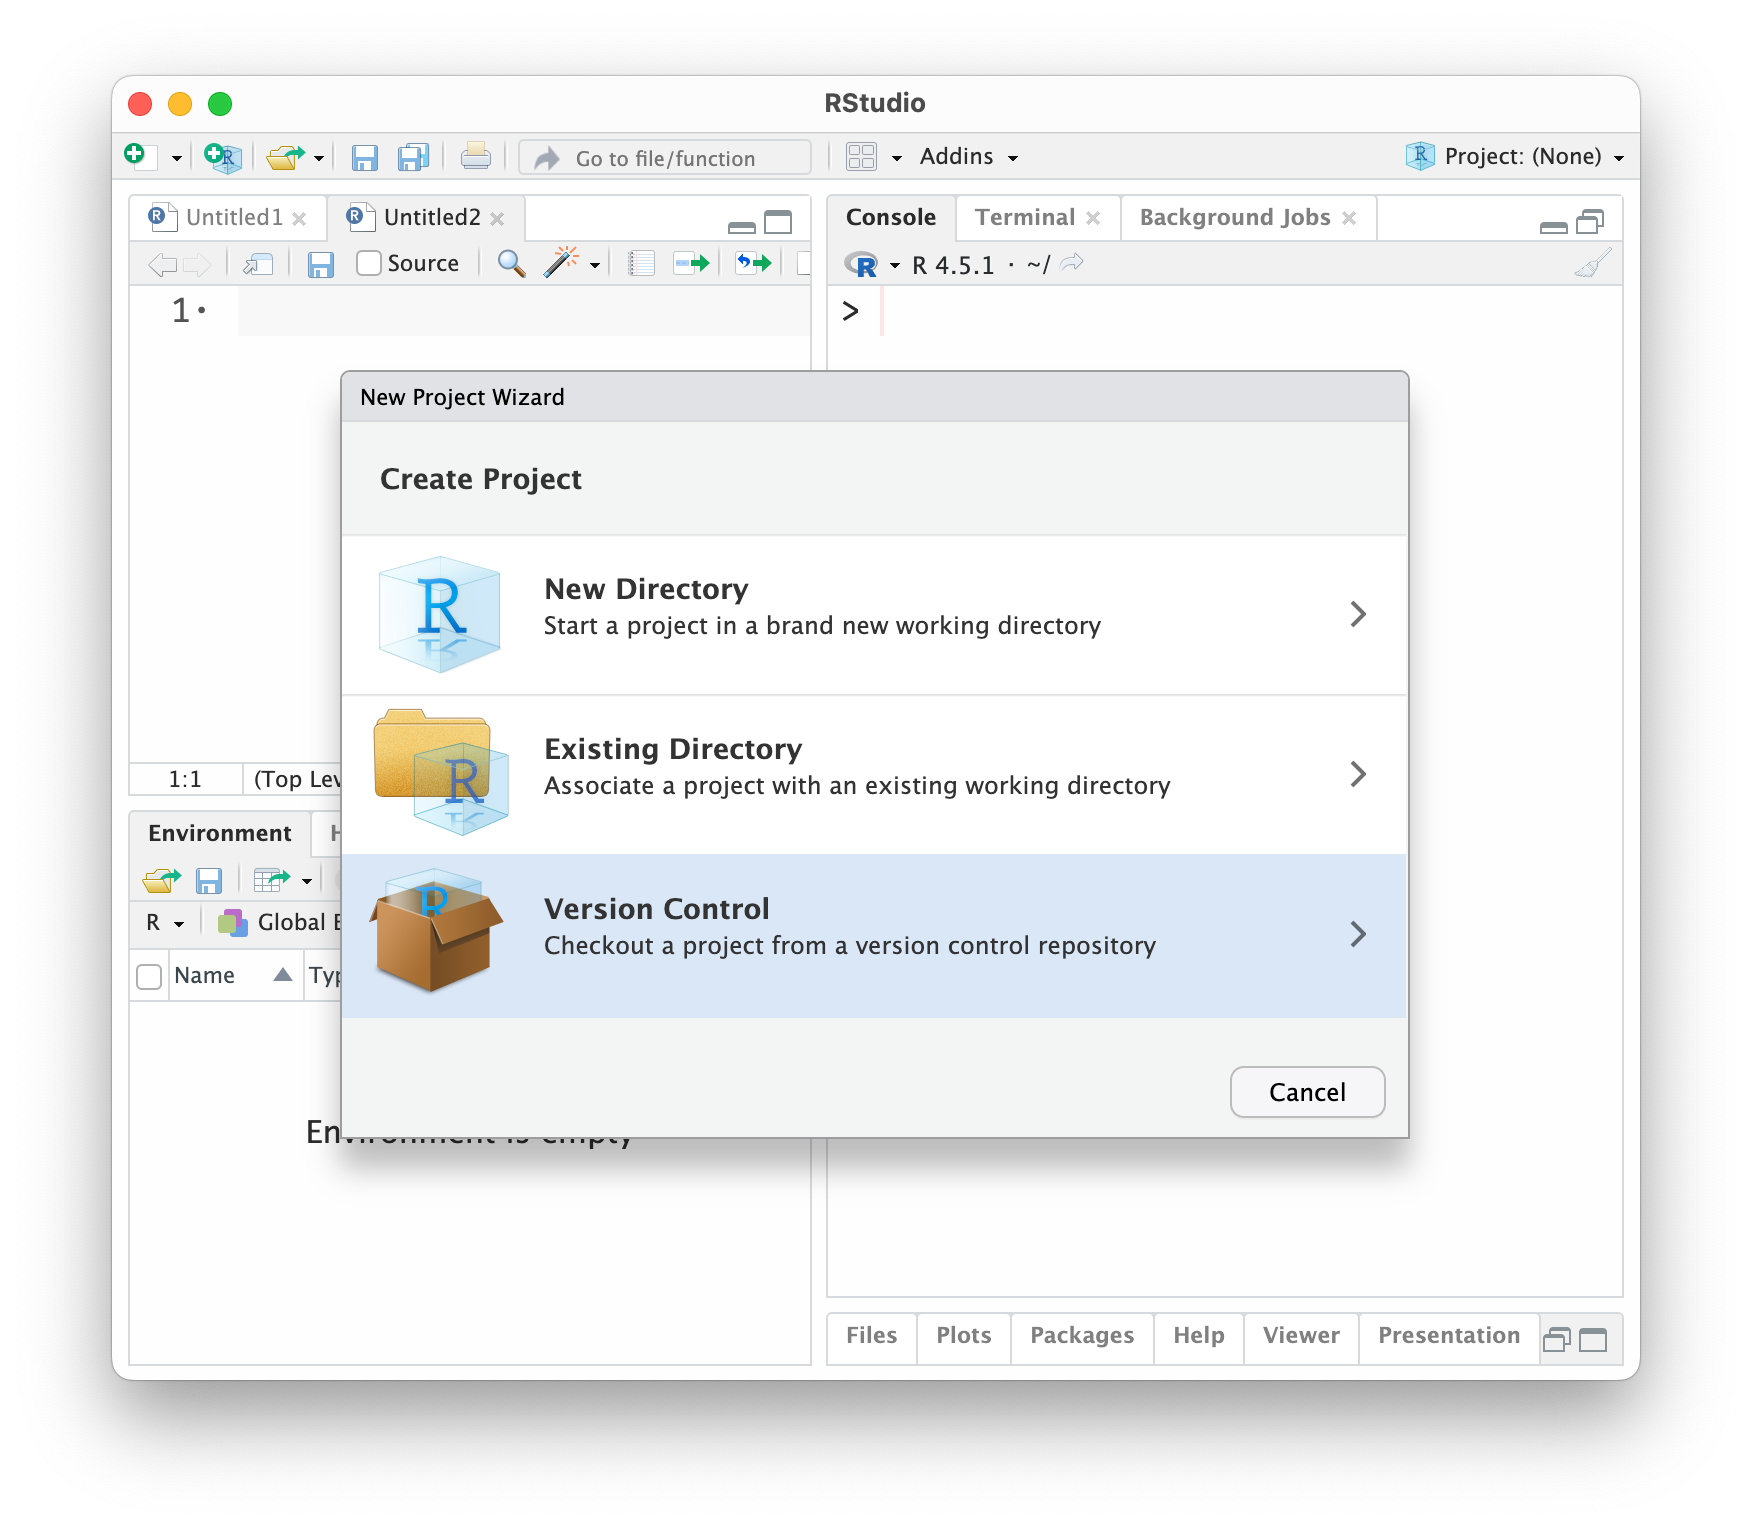 RStudio
Go to file/function
Addins
Project: (None)
Untitled1
Untitled2
Source
1
1:1
(Top Lev
Console
Terminal
Background Jobs
R 4.5.1 · ~/
>
New Project Wizard
Create Project
New Directory
Start a project in a brand new working directory
Existing Directory
Associate a project with an existing working directory
Version Control
Checkout a project from a version control repository
Cancel
Environment
R
Global E
Name
Typ
Environment is empty
Files
Plots
Packages
Help
Viewer
Presentation